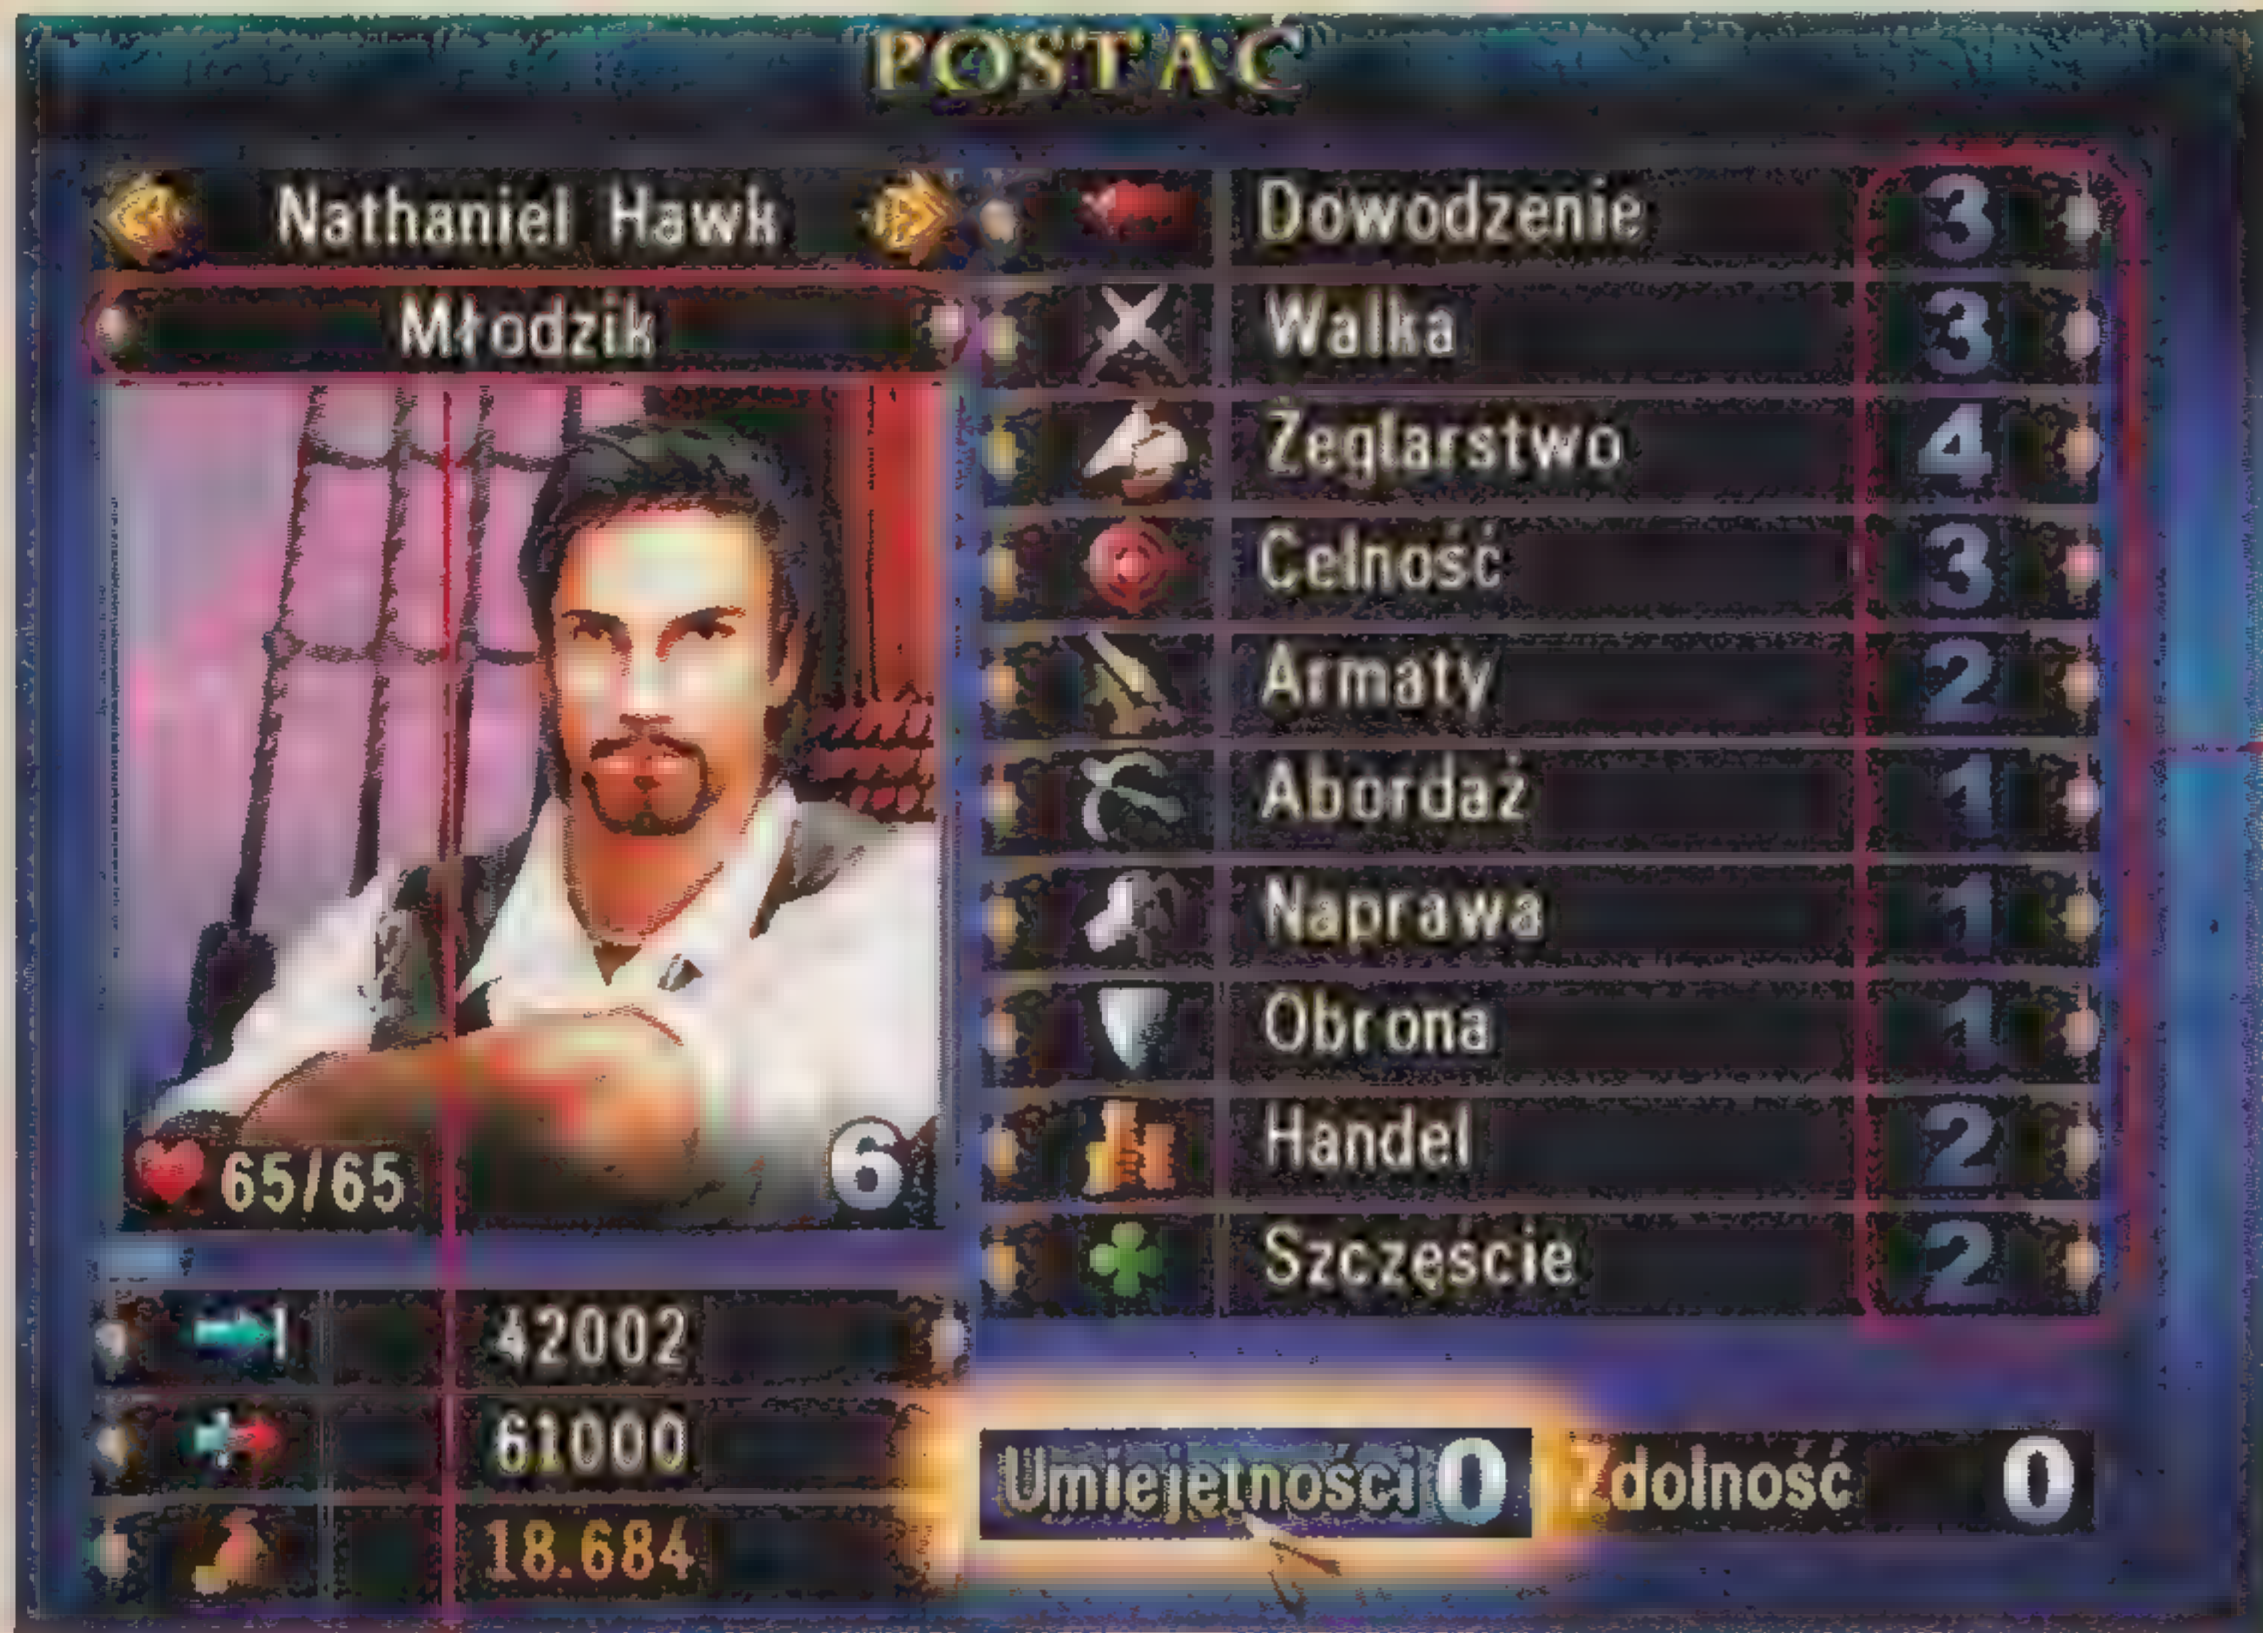 POSTAĆ
Nathaniel Hawk
Młodzik
65/65
6
42002
61000
18.684
Dowodzenie 3
Walka 3
Żeglarstwo 4
Celność 3
Armaty 2
Abordaż 1
Naprawa 1
Obrona 1
Handel 2
Szczęście 2
Umiejętności 0
Zdolność 0